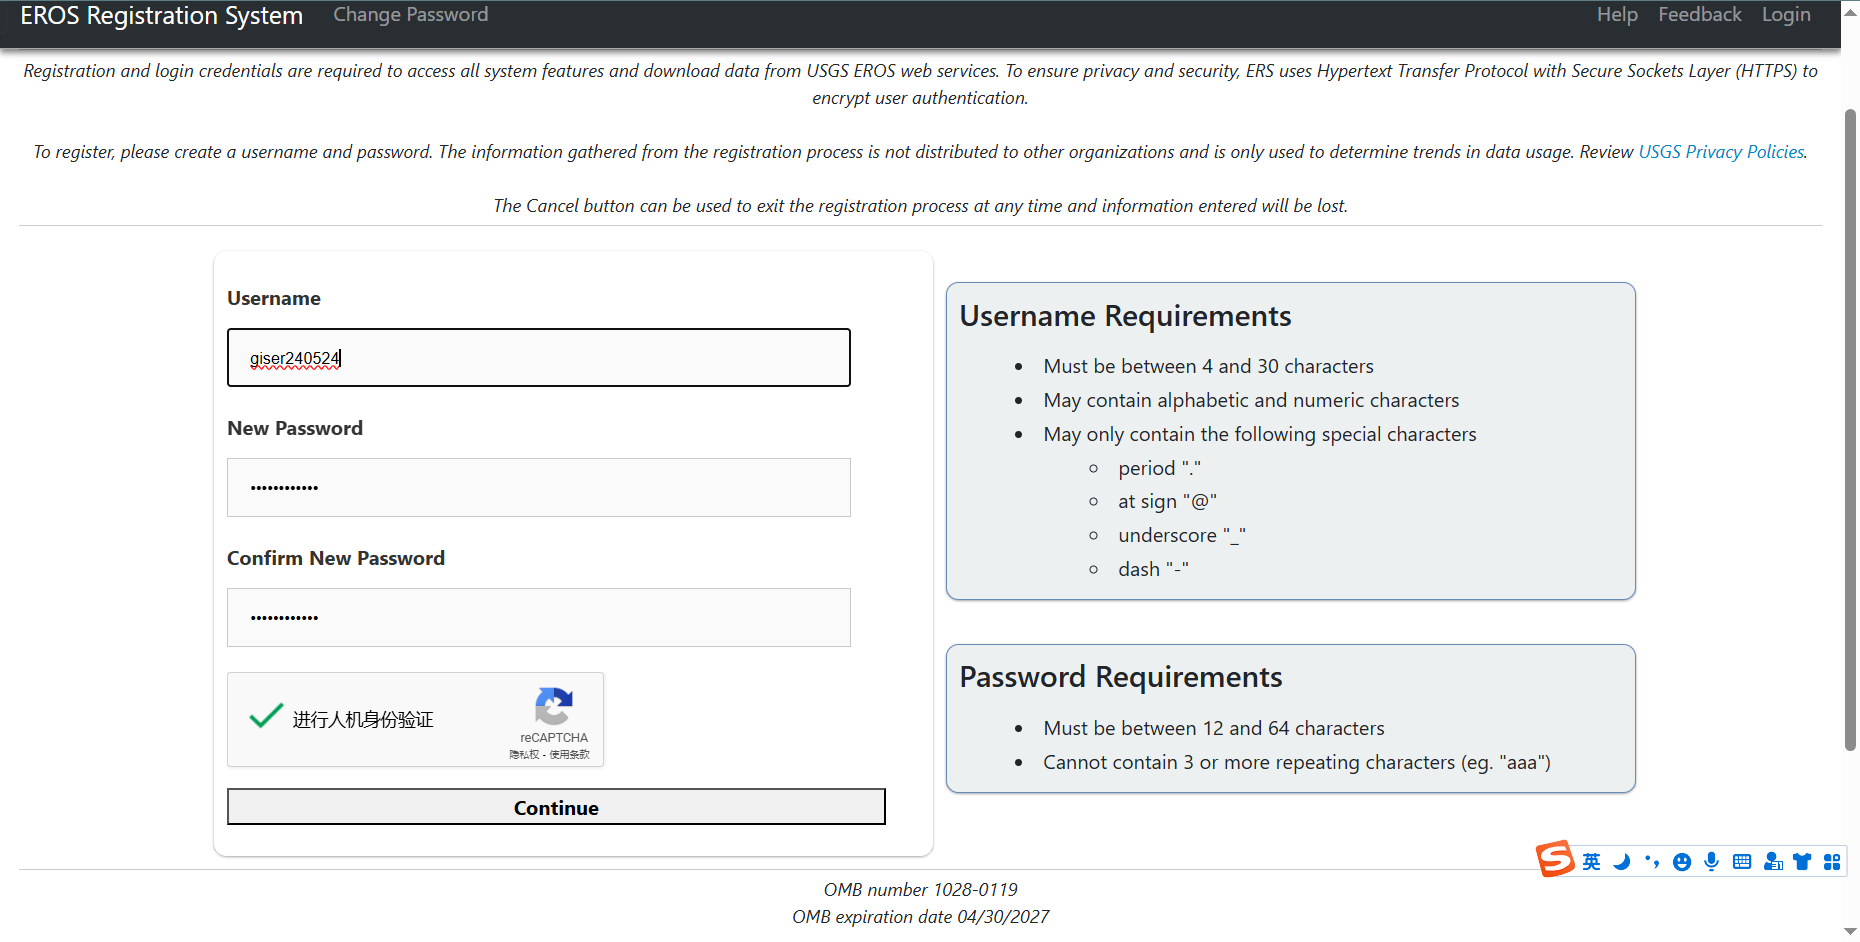 EROS Registration System Change Password Help Feedback Login
Registration and login credentials are required to access all system features and download data from USGS EROS web services. To ensure privacy and security, ERS uses Hypertext Transfer Protocol with Secure Sockets Layer (HTTPS) to
encrypt user authentication.
To register, please create a username and password. The information gathered from the registration process is not distributed to other organizations and is only used to determine trends in data usage. Review USGS Privacy Policies.
The Cancel button can be used to exit the registration process at any time and information entered will be lost.
Username
giser240524
New Password
••••••••••••
Confirm New Password
••••••••••••
进行人机身份验证
reCAPTCHA
隐私权 - 使用条款
Continue
Username Requirements
• Must be between 4 and 30 characters
• May contain alphabetic and numeric characters
• May only contain the following special characters
◦ period "."
◦ at sign "@"
◦ underscore "_"
◦ dash "-"
Password Requirements
• Must be between 12 and 64 characters
• Cannot contain 3 or more repeating characters (eg. "aaa")
S 英
OMB number 1028-0119
OMB expiration date 04/30/2027